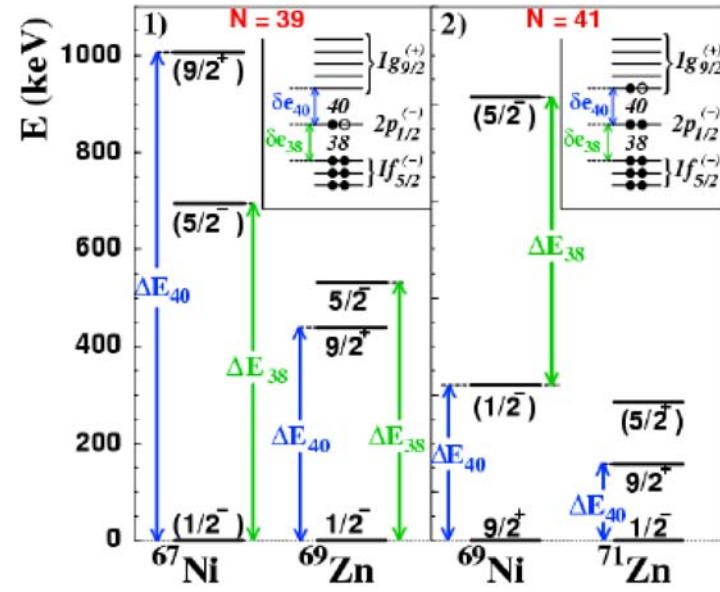 E (keV)
1000
800
600
400
200
0
1) N = 39
(9/2⁺)
(5/2⁻)
ΔE₄₀
ΔE₃₈
(1/2⁻)
⁶⁷Ni
5/2⁻
9/2⁺
ΔE₄₀
ΔE₃₈
1/2⁻
⁶⁹Zn
1g₉/₂⁽⁺⁾
δe₄₀ 40
2p₁/₂⁽⁻⁾
δe₃₈ 38
1f₅/₂⁽⁻⁾
2) N = 41
(5/2⁻)
ΔE₃₈
(1/2⁻)
ΔE₄₀
9/2⁺
⁶⁹Ni
(5/2⁺)
9/2⁺
ΔE₄₀
1/2⁻
⁷¹Zn
1g₉/₂⁽⁺⁾
δe₄₀ 40
2p₁/₂⁽⁻⁾
δe₃₈ 38
1f₅/₂⁽⁻⁾